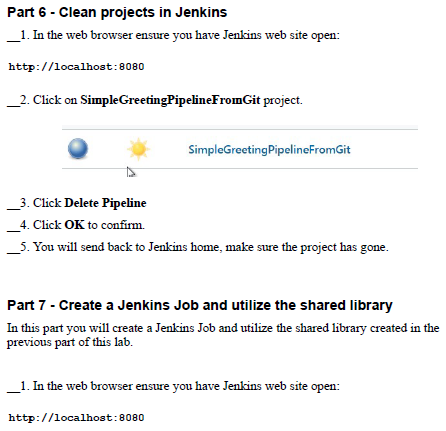 Part 6 - Clean projects in Jenkins
__1. In the web browser ensure you have Jenkins web site open:
http://localhost:8080
__2. Click on SimpleGreetingPipelineFromGit project.
SimpleGreetingPipelineFromGit
__3. Click Delete Pipeline
__4. Click OK to confirm.
__5. You will send back to Jenkins home, make sure the project has gone.
Part 7 - Create a Jenkins Job and utilize the shared library
In this part you will create a Jenkins Job and utilize the shared library created in the
previous part of this lab.
__1. In the web browser ensure you have Jenkins web site open:
http://localhost:8080